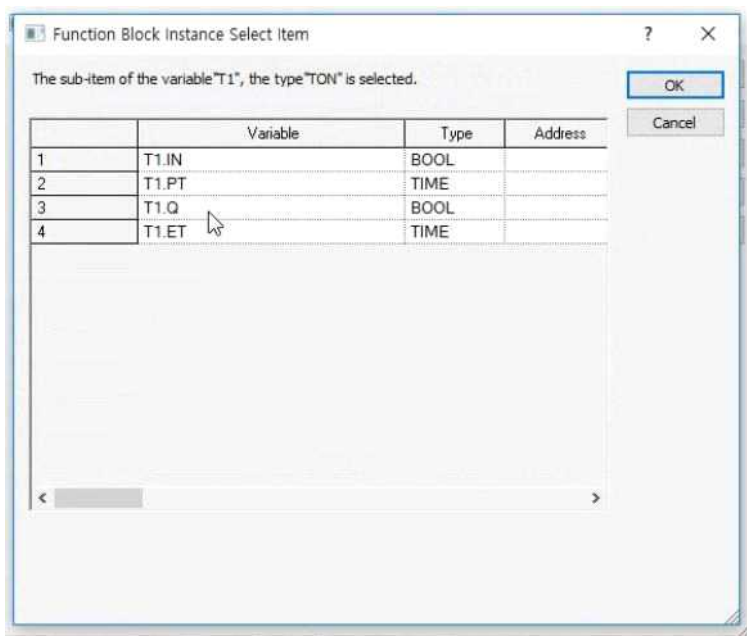 Function Block Instance Select Item
? ×
The sub-item of the variable"T1", the type"TON" is selected.
OK
Cancel
Variable Type Address
1 T1.IN BOOL
2 T1.PT TIME
3 T1.Q BOOL
4 T1.ET TIME